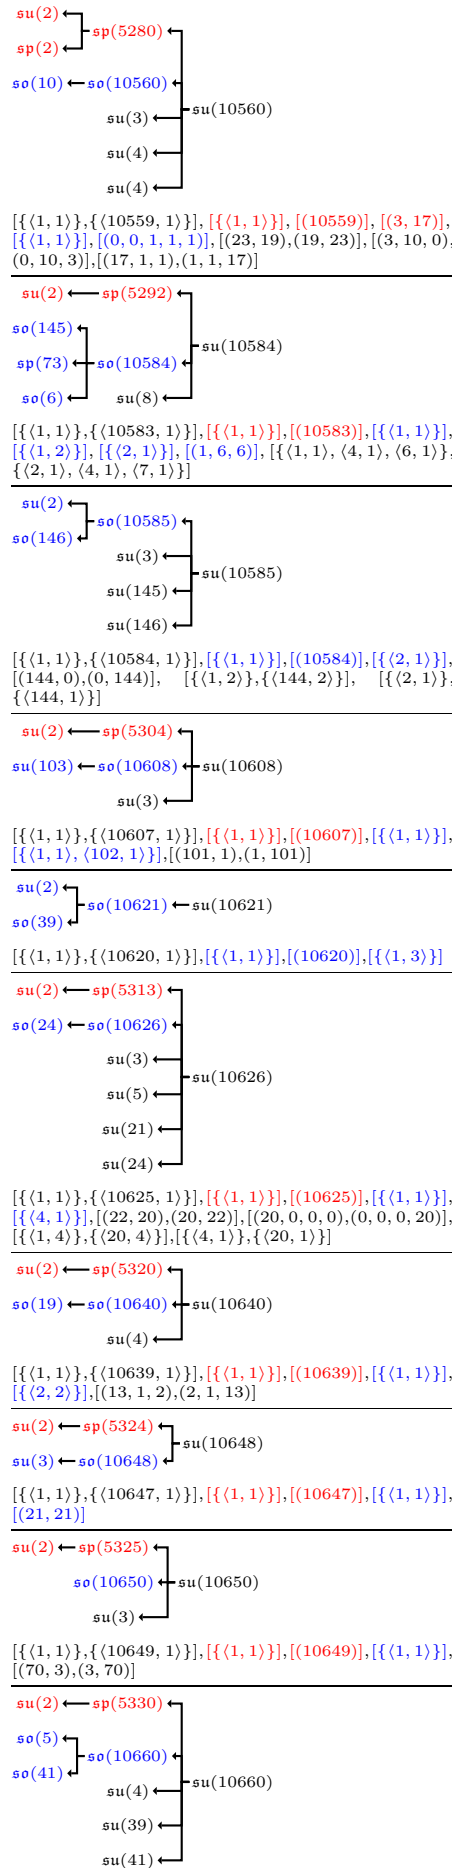 𝔰𝔲(2)
𝔰𝔭(5280)
𝔰𝔭(2)
𝔰𝔬(10) 𝔰𝔬(10560)
𝔰𝔲(10560)
𝔰𝔲(3)
𝔰𝔲(4)
𝔰𝔲(4)
[{⟨1, 1⟩},{⟨10559, 1⟩}], [{⟨1, 1⟩}], [(10559)], [(3, 17)],
[{⟨1, 1⟩}],[(0, 0, 1, 1, 1)],[(23, 19),(19, 23)],[(3, 10, 0),
(0, 10, 3)],[(17, 1, 1),(1, 1, 17)]
𝔰𝔲(2) 𝔰𝔭(5292)
𝔰𝔬(145)
𝔰𝔲(10584)
𝔰𝔭(73) 𝔰𝔬(10584)
𝔰𝔬(6) 𝔰𝔲(8)
[{⟨1, 1⟩},{⟨10583, 1⟩}],[{⟨1, 1⟩}],[(10583)],[{⟨1, 1⟩}],
[{⟨1, 2⟩}], [{⟨2, 1⟩}], [(1, 6, 6)], [{⟨1, 1⟩, ⟨4, 1⟩, ⟨6, 1⟩},
{⟨2, 1⟩, ⟨4, 1⟩, ⟨7, 1⟩}]
𝔰𝔲(2)
𝔰𝔬(10585)
𝔰𝔬(146)
𝔰𝔲(3)
𝔰𝔲(10585)
𝔰𝔲(145)
𝔰𝔲(146)
[{⟨1, 1⟩},{⟨10584, 1⟩}],[{⟨1, 1⟩}],[(10584)],[{⟨2, 1⟩}],
[(144, 0),(0, 144)], [{⟨1, 2⟩},{⟨144, 2⟩}], [{⟨2, 1⟩},
{⟨144, 1⟩}]
𝔰𝔲(2) 𝔰𝔭(5304)
𝔰𝔲(103) 𝔰𝔬(10608) 𝔰𝔲(10608)
𝔰𝔲(3)
[{⟨1, 1⟩},{⟨10607, 1⟩}],[{⟨1, 1⟩}],[(10607)],[{⟨1, 1⟩}],
[{⟨1, 1⟩, ⟨102, 1⟩}],[(101, 1),(1, 101)]
𝔰𝔲(2)
𝔰𝔬(10621) 𝔰𝔲(10621)
𝔰𝔬(39)
[{⟨1, 1⟩},{⟨10620, 1⟩}],[{⟨1, 1⟩}],[(10620)],[{⟨1, 3⟩}]
𝔰𝔲(2) 𝔰𝔭(5313)
𝔰𝔬(24) 𝔰𝔬(10626)
𝔰𝔲(3)
𝔰𝔲(10626)
𝔰𝔲(5)
𝔰𝔲(21)
𝔰𝔲(24)
[{⟨1, 1⟩},{⟨10625, 1⟩}],[{⟨1, 1⟩}],[(10625)],[{⟨1, 1⟩}],
[{⟨4, 1⟩}],[(22, 20),(20, 22)],[(20, 0, 0, 0),(0, 0, 0, 20)],
[{⟨1, 4⟩},{⟨20, 4⟩}],[{⟨4, 1⟩},{⟨20, 1⟩}]
𝔰𝔲(2) 𝔰𝔭(5320)
𝔰𝔬(19) 𝔰𝔬(10640) 𝔰𝔲(10640)
𝔰𝔲(4)
[{⟨1, 1⟩},{⟨10639, 1⟩}],[{⟨1, 1⟩}],[(10639)],[{⟨1, 1⟩}],
[{⟨2, 2⟩}],[(13, 1, 2),(2, 1, 13)]
𝔰𝔲(2) 𝔰𝔭(5324)
𝔰𝔲(10648)
𝔰𝔲(3) 𝔰𝔬(10648)
[{⟨1, 1⟩},{⟨10647, 1⟩}],[{⟨1, 1⟩}],[(10647)],[{⟨1, 1⟩}],
[(21, 21)]
𝔰𝔲(2) 𝔰𝔭(5325)
𝔰𝔬(10650) 𝔰𝔲(10650)
𝔰𝔲(3)
[{⟨1, 1⟩},{⟨10649, 1⟩}],[{⟨1, 1⟩}],[(10649)],[{⟨1, 1⟩}],
[(70, 3),(3, 70)]
𝔰𝔲(2) 𝔰𝔭(5330)
𝔰𝔬(5)
𝔰𝔬(10660)
𝔰𝔬(41)
𝔰𝔲(10660)
𝔰𝔲(4)
𝔰𝔲(39)
𝔰𝔲(41)